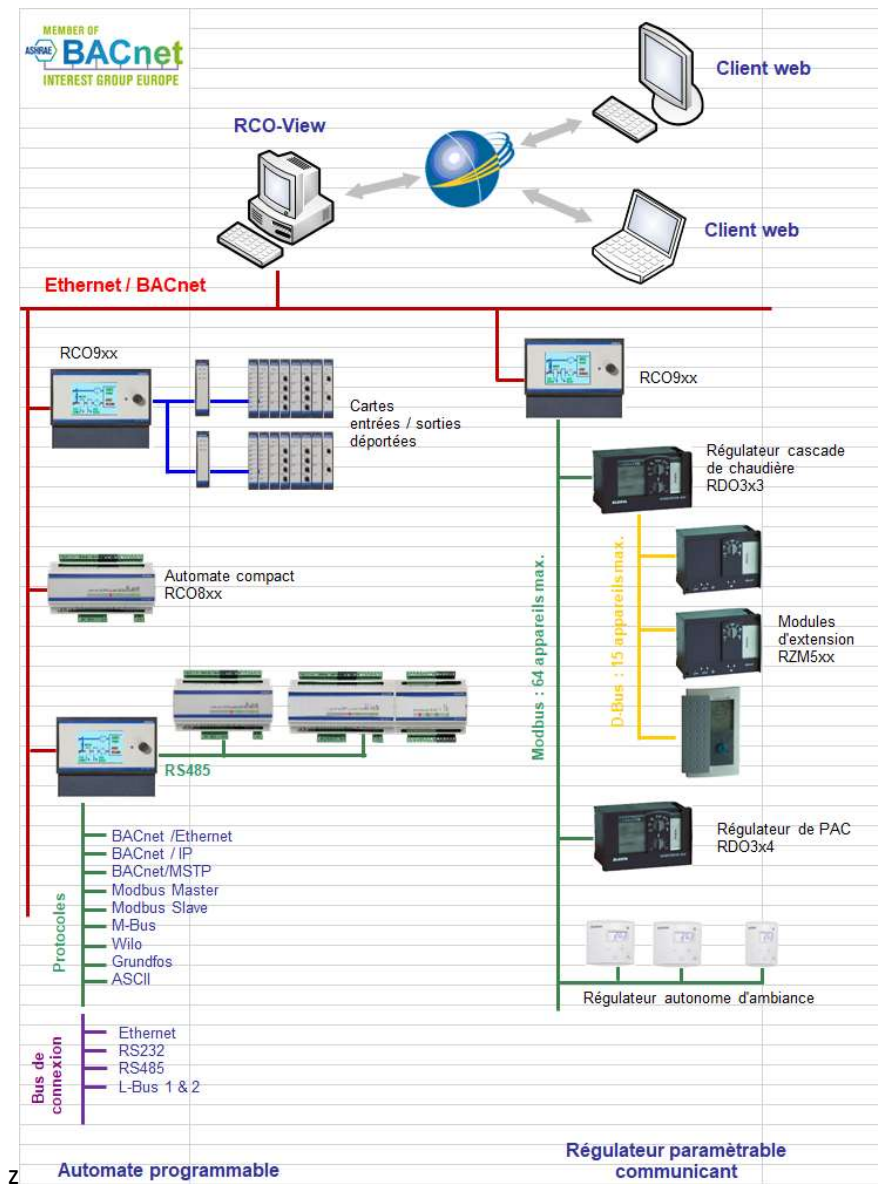 MEMBER OF
ASHRAE BACnet
INTEREST GROUP EUROPE
Client web
RCO-View
Client web
Ethernet / BACnet
RCO9xx
RCO9xx
Cartes
entrées / sorties
déportées
Régulateur cascade
de chaudière
RDO3x3
Automate compact
RCO8xx
Modbus : 64 appareils max.
D-Bus : 15 appareils max.
Modules
d'extension
RZM5xx
RS485
Régulateur de PAC
RDO3x4
Protocoles
BACnet /Ethernet
BACnet / IP
BACnet/MSTP
Modbus Master
Modbus Slave
M-Bus
Wilo
Grundfos
ASCII
Régulateur autonome d'ambiance
Bus de
connexion
Ethernet
RS232
RS485
L-Bus 1 & 2
Z
Automate programmable
Régulateur paramètrable
communicant